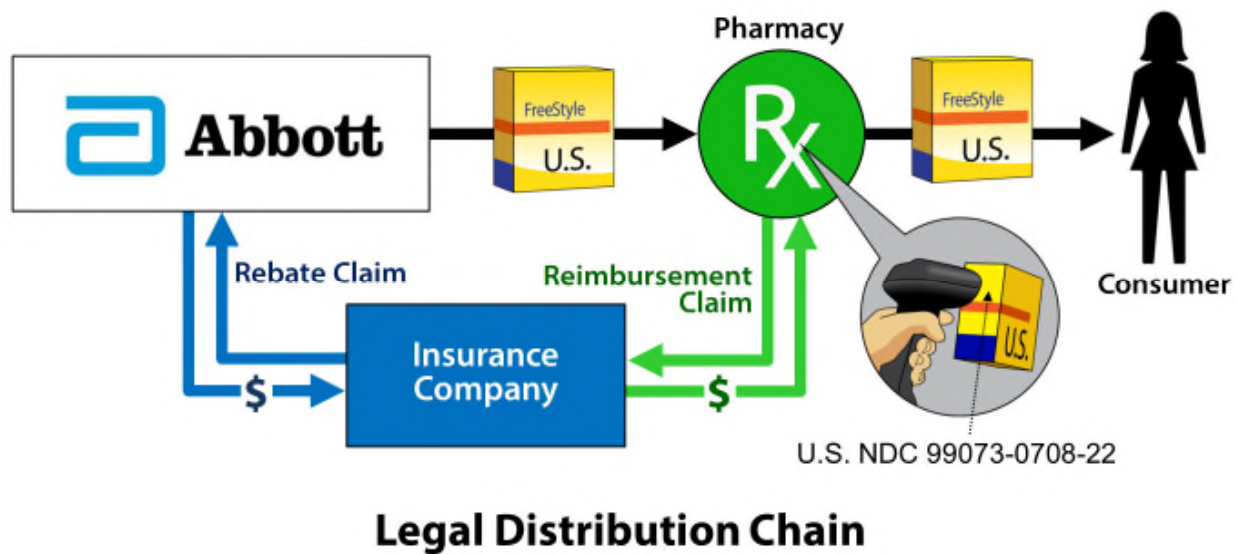 Pharmacy
Abbott
FreeStyle
U.S.
Rx
FreeStyle
U.S.
Rebate Claim
Reimbursement
Claim
Consumer
Insurance
Company
U.S.
$
$
U.S. NDC 99073-0708-22
Legal Distribution Chain